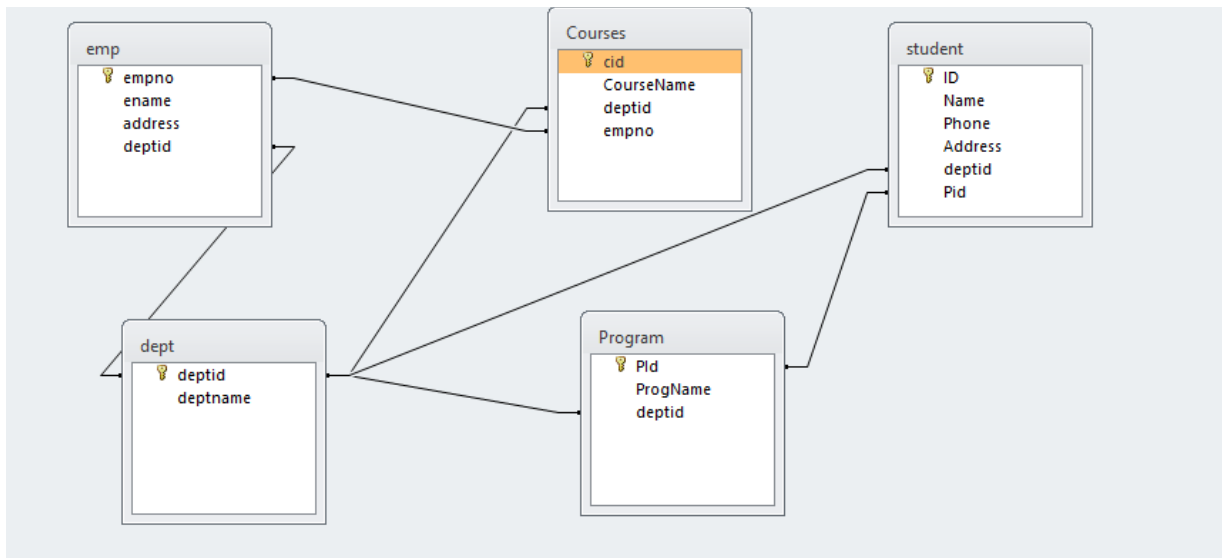 emp
empno
ename
address
deptid
Courses
cid
CourseName
deptid
empno
student
ID
Name
Phone
Address
deptid
Pid
dept
deptid
deptname
Program
PId
ProgName
deptid